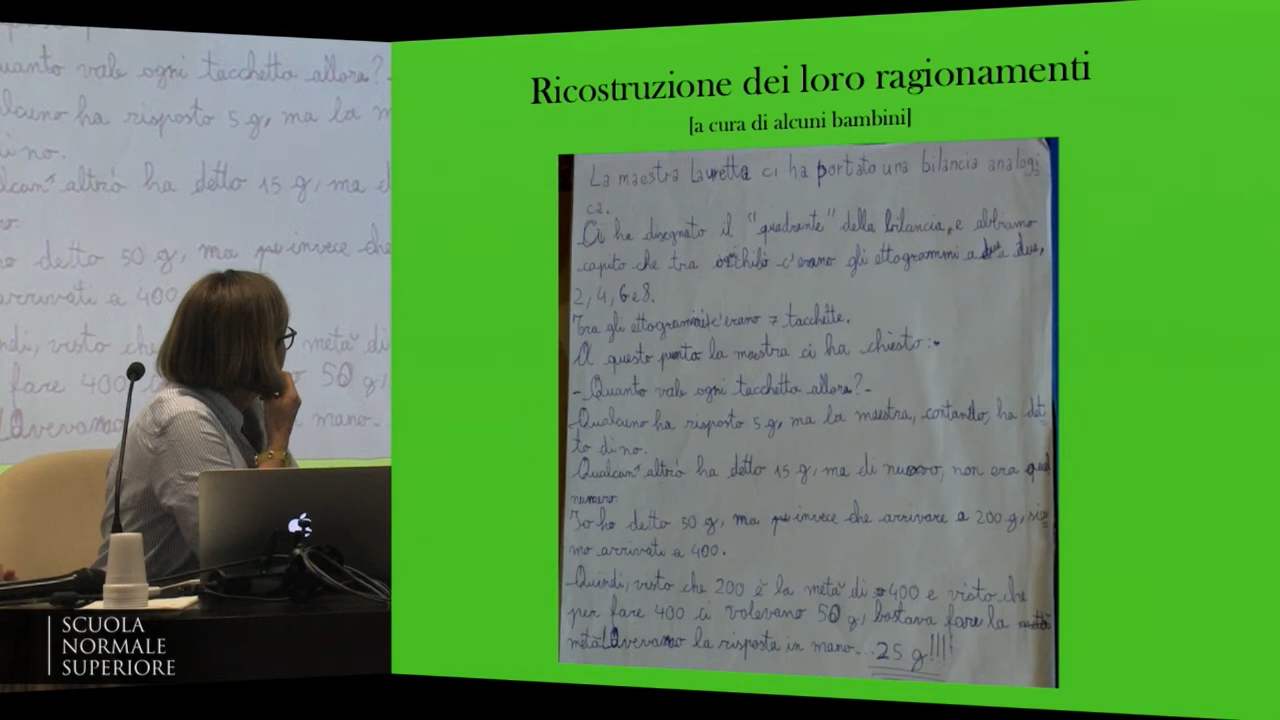 uanto vale ogni tacchetta allora?-
lcuno ha risposto 5 g, ma la m
di no.
lcun' altro ha detto 15 g, ma d
ro.
o detto 50 g, ma invece che
arrivati a 400
ndi, visto che metà di
fare 400 c o 50 g,
Avevamo mano...
SCUOLA
NORMALE
SUPERIORE
Ricostruzione dei loro ragionamenti
[a cura di alcuni bambini]
La maestra Lauretta ci ha portato una bilancia analogi
ca.
Ci ha disegnato il "quadrante" della bilancia, e abbiamo
capito che tra chilo c'erano gli ettogrammi a due a due,
2, 4, 6 e 8.
Tra gli ettogrammi c'erano 7 tacchette.
A questo punto la maestra ci ha chiesto:
- Quanto vale ogni tacchetta allora?-
Qualcuno ha risposto 5 g, ma la maestra, contando, ha det
to di no.
Qualcun' altro ha detto 15 g, ma di nuovo, non era quel
numero.
Io ho detto 50 g, ma invece che arrivare a 200 g, sia
mo arrivati a 400.
Quindi, visto che 200 è la metà di 400 e visto che
per fare 400 ci volevano 50 g, bastava fare la
metà! Avevamo la risposta in mano... 25 g!!!!